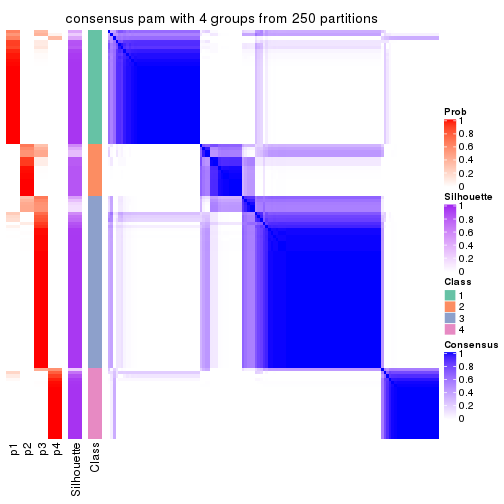 consensus pam with 4 groups from 250 partitions
Prob
1
0.8
0.6
0.4
0.2
0
Silhouette
1
0.8
0.6
0.4
0.2
0
Class
1
2
3
4
Consensus
1
0.8
0.6
0.4
0.2
0
p1
p2
p3
p4
Silhouette
Class